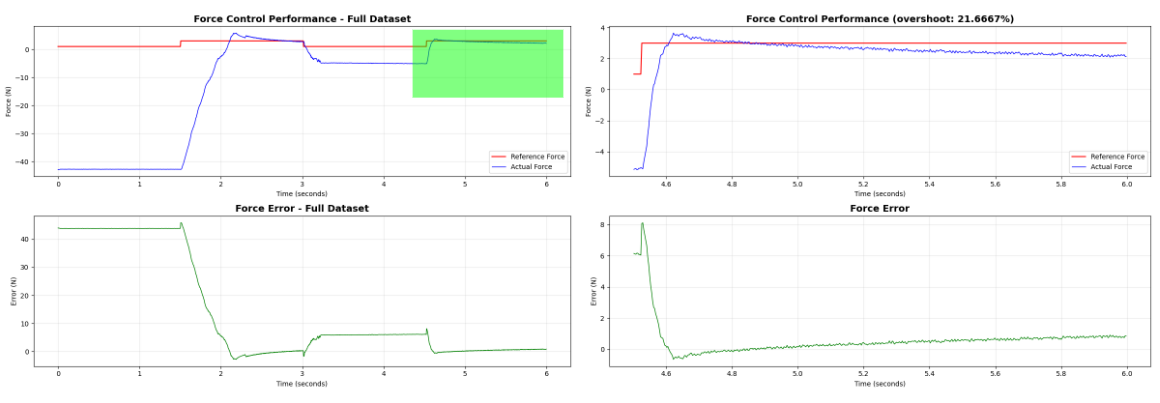 Force Control Performance - Full Dataset
Force (N)
0
−10
−20
−30
−40
Reference Force
Actual Force
0 1 2 3 4 5 6
Time (seconds)
Force Control Performance (overshoot: 21.6667%)
Force (N)
4
2
0
−2
−4
Reference Force
Actual Force
4.6 4.8 5.0 5.2 5.4 5.6 5.8 6.0
Time (seconds)
Force Error - Full Dataset
Error (N)
40
30
20
10
0
0 1 2 3 4 5 6
Time (seconds)
Force Error
Error (N)
8
6
4
2
0
4.6 4.8 5.0 5.2 5.4 5.6 5.8 6.0
Time (seconds)